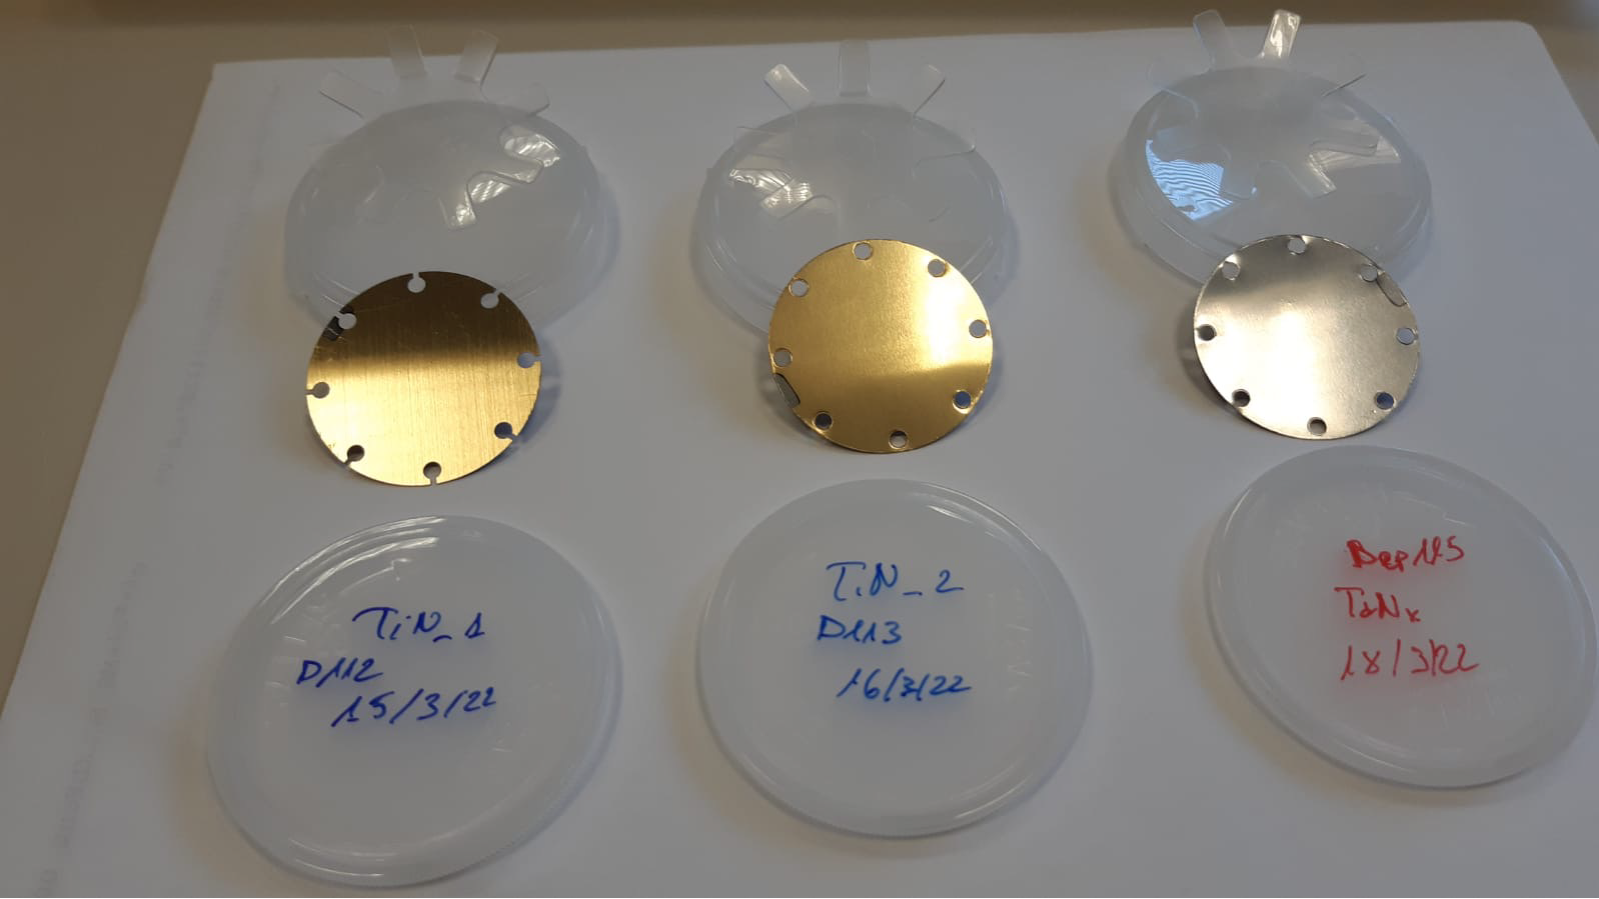 TiN_1
D112
15/3/22
TiN_2
D113
16/3/22
Dep115
TaNx
18/3/22